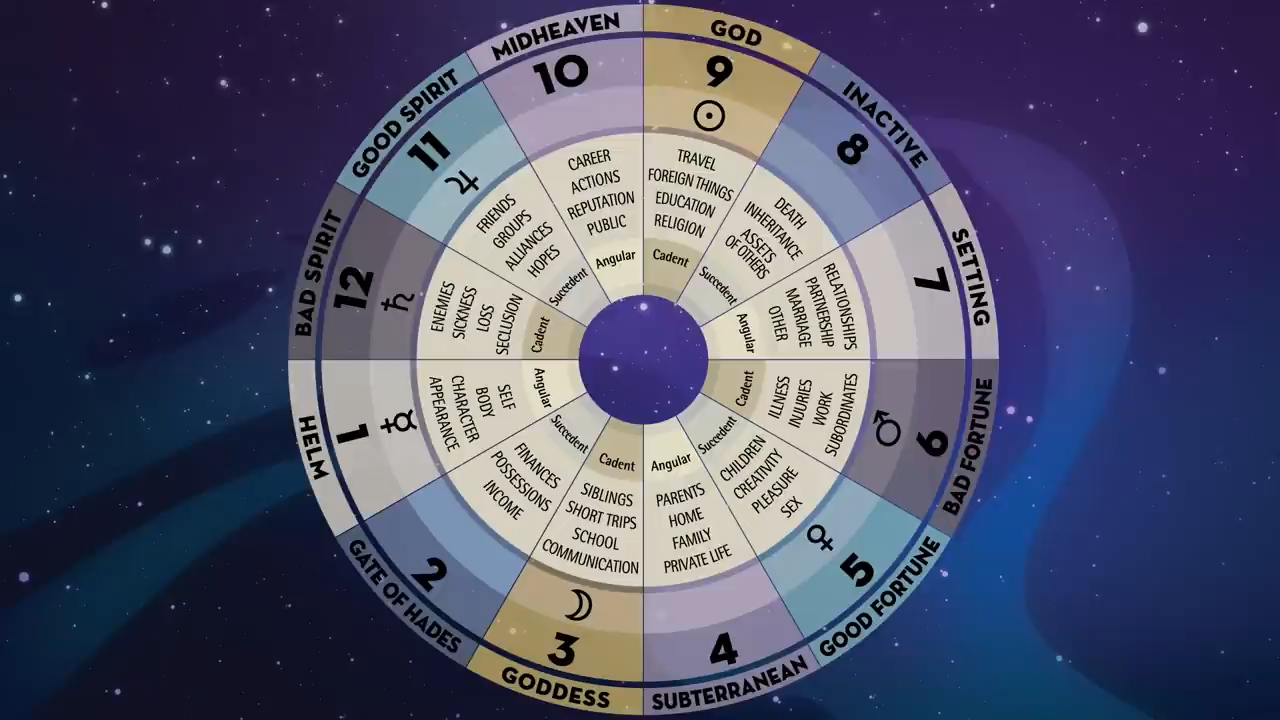 HELM
1
SELF
BODY
CHARACTER
APPEARANCE
Angular
GATE OF HADES
2
FINANCES
POSSESSIONS
INCOME
Succedent
GODDESS
3
SIBLINGS
SHORT TRIPS
SCHOOL
COMMUNICATION
Cadent
SUBTERRANEAN
4
PARENTS
HOME
FAMILY
PRIVATE LIFE
Angular
GOOD FORTUNE
5
CHILDREN
CREATIVITY
PLEASURE
SEX
Succedent
BAD FORTUNE
6
ILLNESS
INJURIES
WORK
SUBORDINATES
Cadent
SETTING
7
RELATIONSHIPS
PARTNERSHIP
MARRIAGE
OTHER
Angular
INACTIVE
8
DEATH
INHERITANCE
ASSETS
OF OTHERS
Succedent
GOD
9
TRAVEL
FOREIGN THINGS
EDUCATION
RELIGION
Cadent
MIDHEAVEN
10
CAREER
ACTIONS
REPUTATION
PUBLIC
Angular
GOOD SPIRIT
11
FRIENDS
GROUPS
ALLIANCES
HOPES
Succedent
BAD SPIRIT
12
ENEMIES
SICKNESS
LOSS
SECLUSION
Cadent